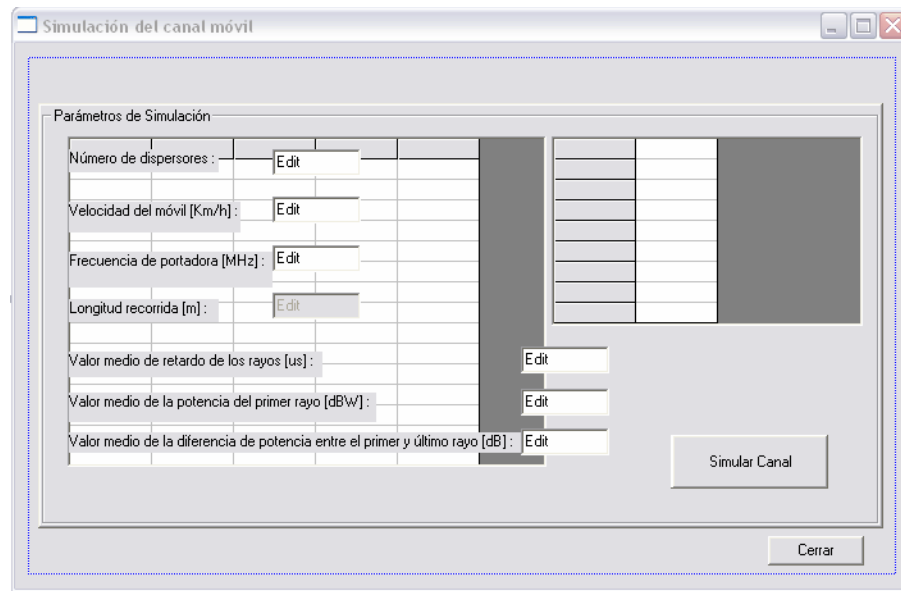 Simulación del canal móvil
Parámetros de Simulación
Número de dispersores : Edit
Velocidad del móvil [Km/h] : Edit
Frecuencia de portadora [MHz] : Edit
Longitud recorrida [m] : Edit
Valor medio de retardo de los rayos [us] : Edit
Valor medio de la potencia del primer rayo [dBW] : Edit
Valor medio de la diferencia de potencia entre el primer y último rayo [dB] : Edit
Simular Canal
Cerrar